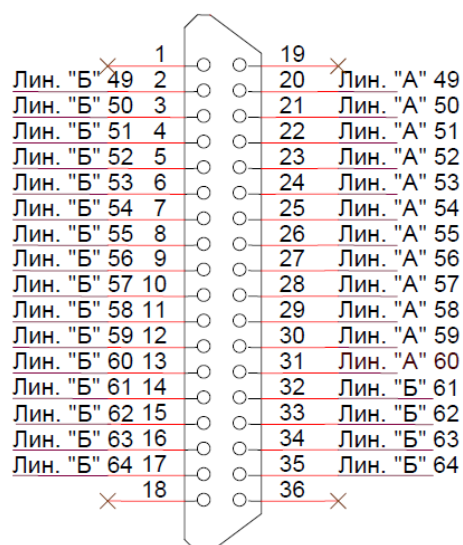 1 19
Лин. "Б" 49 2 20 Лин. "А" 49
Лин. "Б" 50 3 21 Лин. "А" 50
Лин. "Б" 51 4 22 Лин. "А" 51
Лин. "Б" 52 5 23 Лин. "А" 52
Лин. "Б" 53 6 24 Лин. "А" 53
Лин. "Б" 54 7 25 Лин. "А" 54
Лин. "Б" 55 8 26 Лин. "А" 55
Лин. "Б" 56 9 27 Лин. "А" 56
Лин. "Б" 57 10 28 Лин. "А" 57
Лин. "Б" 58 11 29 Лин. "А" 58
Лин. "Б" 59 12 30 Лин. "А" 59
Лин. "Б" 60 13 31 Лин. "А" 60
Лин. "Б" 61 14 32 Лин. "Б" 61
Лин. "Б" 62 15 33 Лин. "Б" 62
Лин. "Б" 63 16 34 Лин. "Б" 63
Лин. "Б" 64 17 35 Лин. "Б" 64
18 36